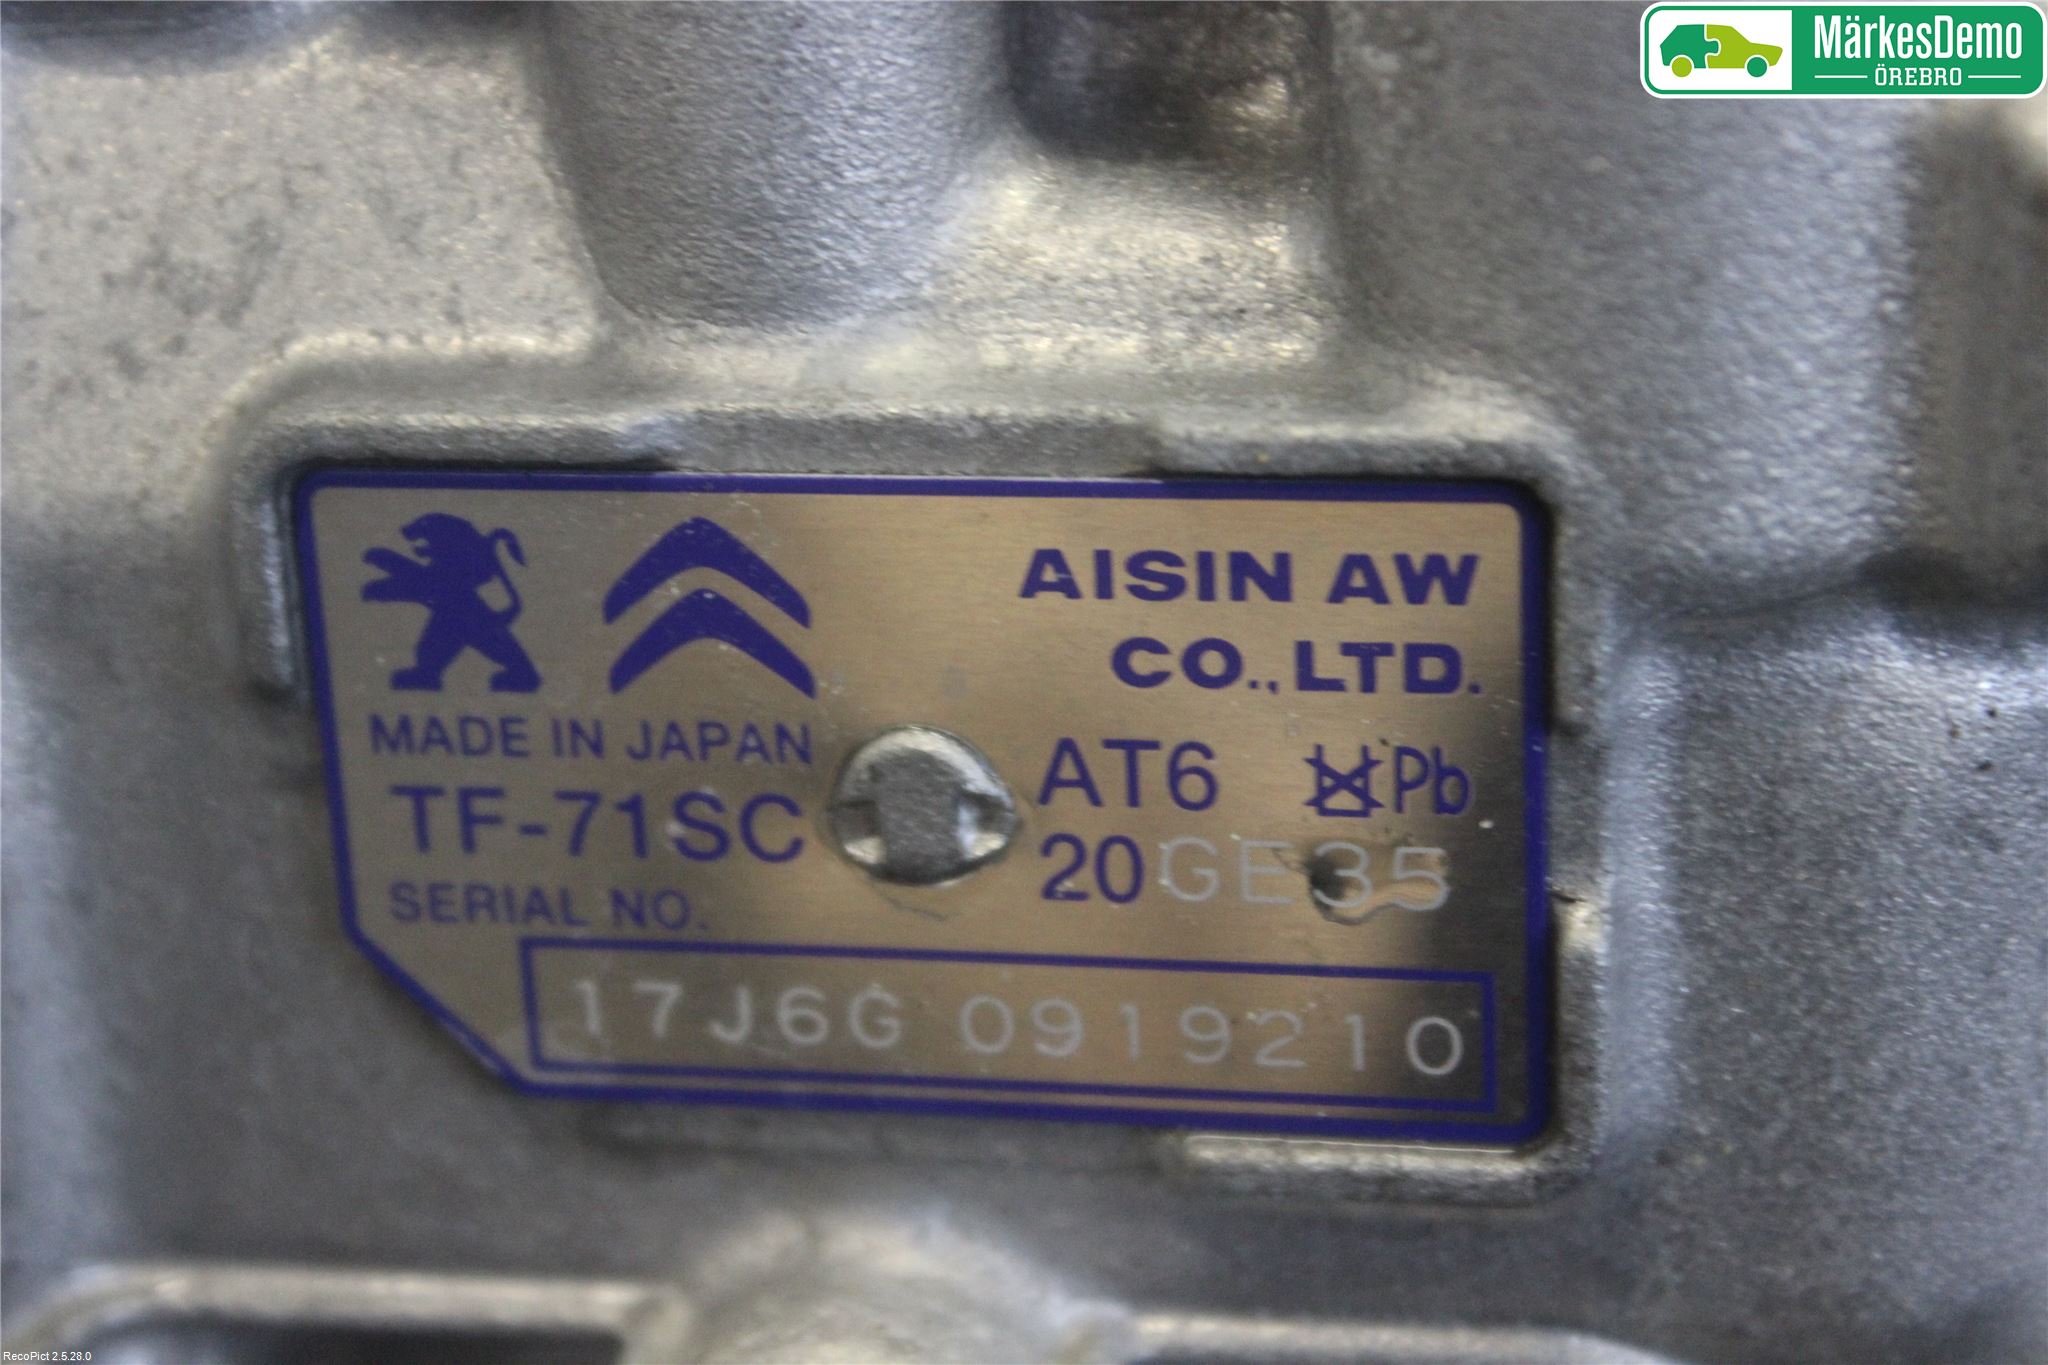 MärkesDemo
ÖREBRO
AISIN AW
CO., LTD.
MADE IN JAPAN
AT6 Pb
TF-71SC
20GE35
SERIAL NO.
17J6G 0919210
RecoPict 2.5.28.0